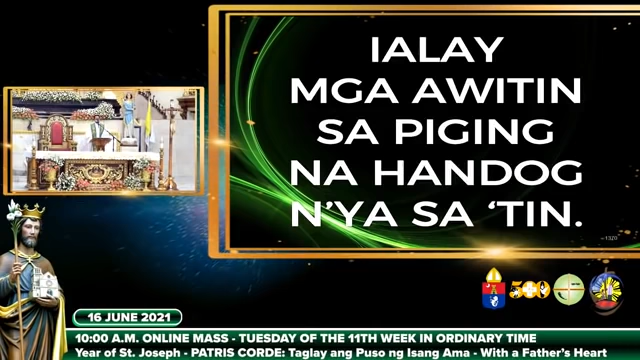 IALAY
MGA AWITIN
SA PIGING
NA HANDOG
N'YA SA 'TIN.
500
16 JUNE 2021
10:00 A.M. ONLINE MASS - TUESDAY OF THE 11TH WEEK IN ORDINARY TIME
Year of St. Joseph - PATRIS CORDE: Taglay ang Puso ng Isang Ama - With a Father's Heart